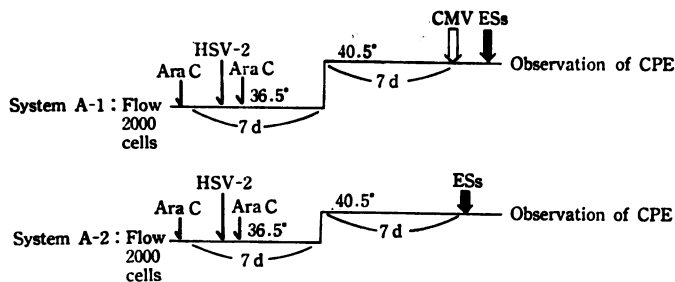 CMV ESs
HSV-2
40.5°
Observation of CPE
Ara C
Ara C
36.5°
7 d
System A-1 : Flow
2000
cells
7 d
HSV-2
ESs
40.5°
Observation of CPE
Ara C
Ara C
36.5°
7 d
System A-2 : Flow
2000
cells
7 d